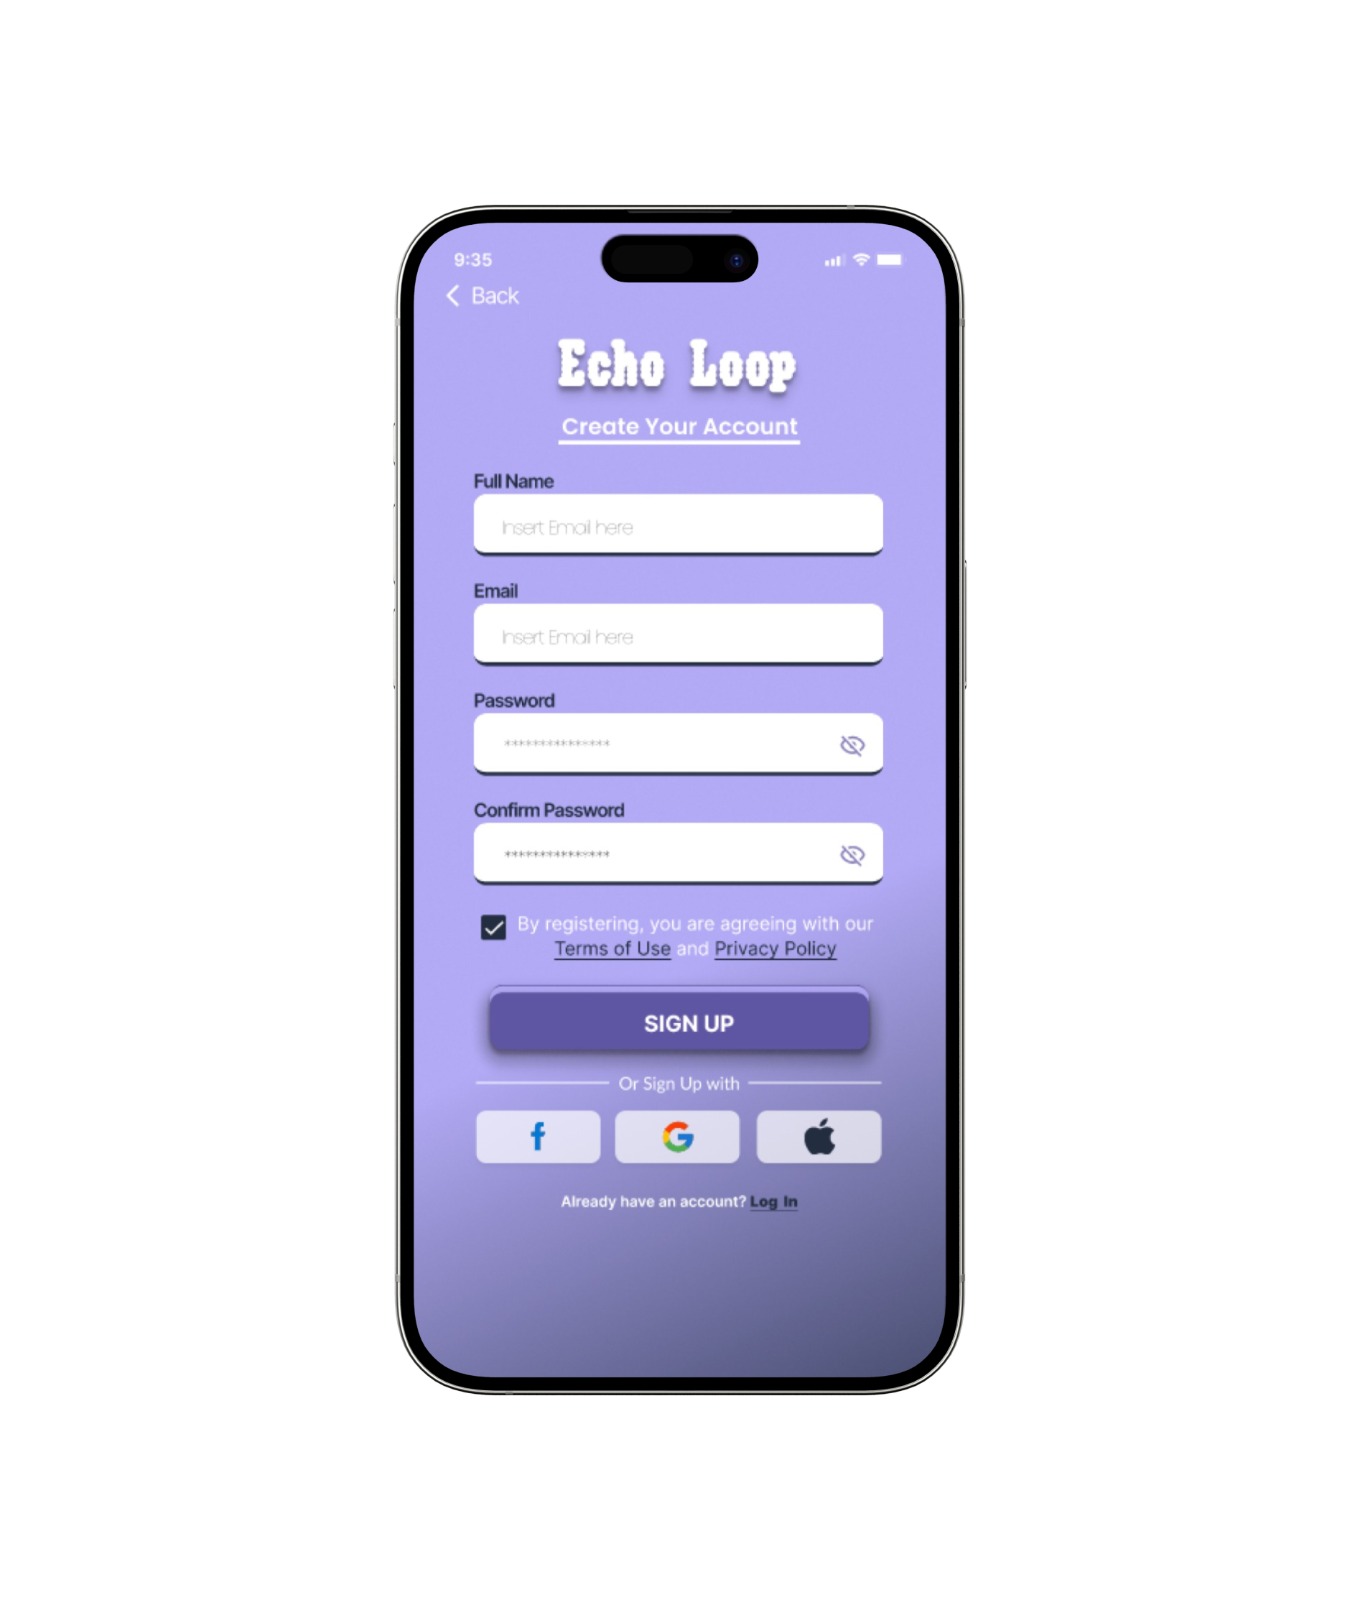 9:35
Back
Echo Loop
Create Your Account
Full Name
Insert Email here
Email
Insert Email here
Password
***************
Confirm Password
***************
By registering, you are agreeing with our
Terms of Use and Privacy Policy
SIGN UP
Or Sign Up with
Already have an account? Log In